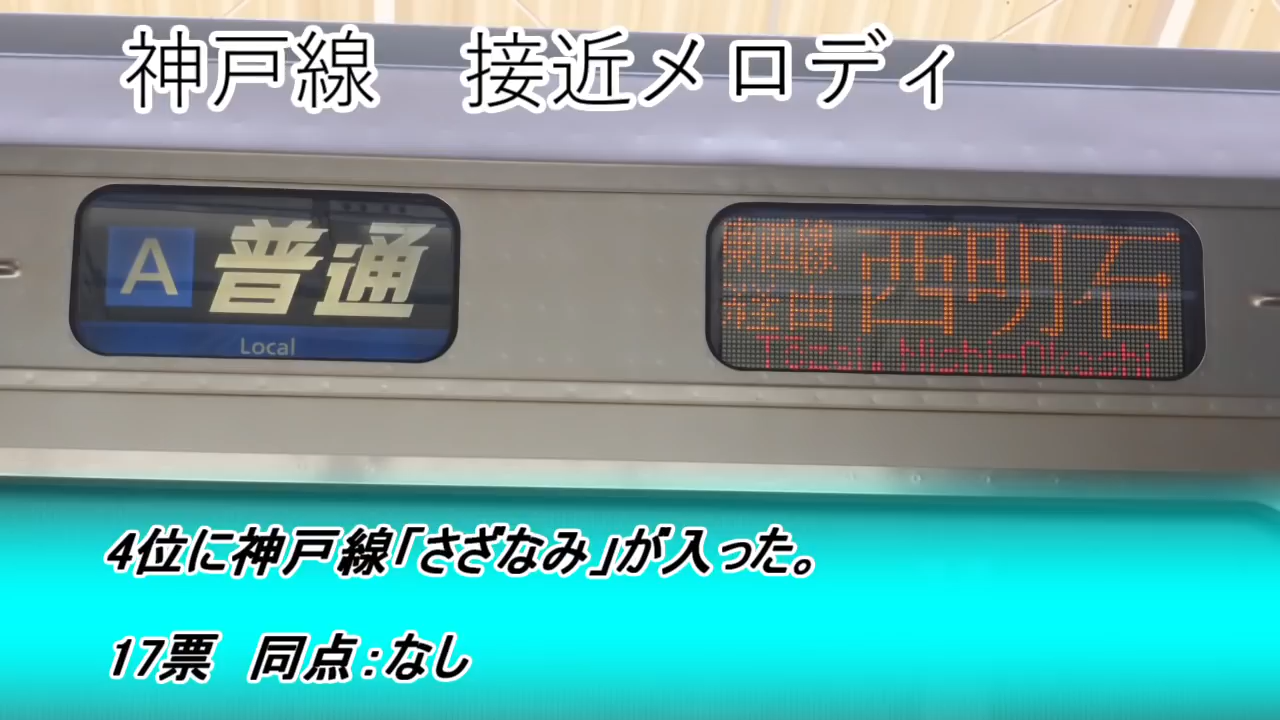 神戸線　接近メロディ
A 普通
Local
東西線
経由
西明石
Tōzai, Nishi-Akashi
4位に神戸線｢さざなみ｣が入った。
17票　同点：なし